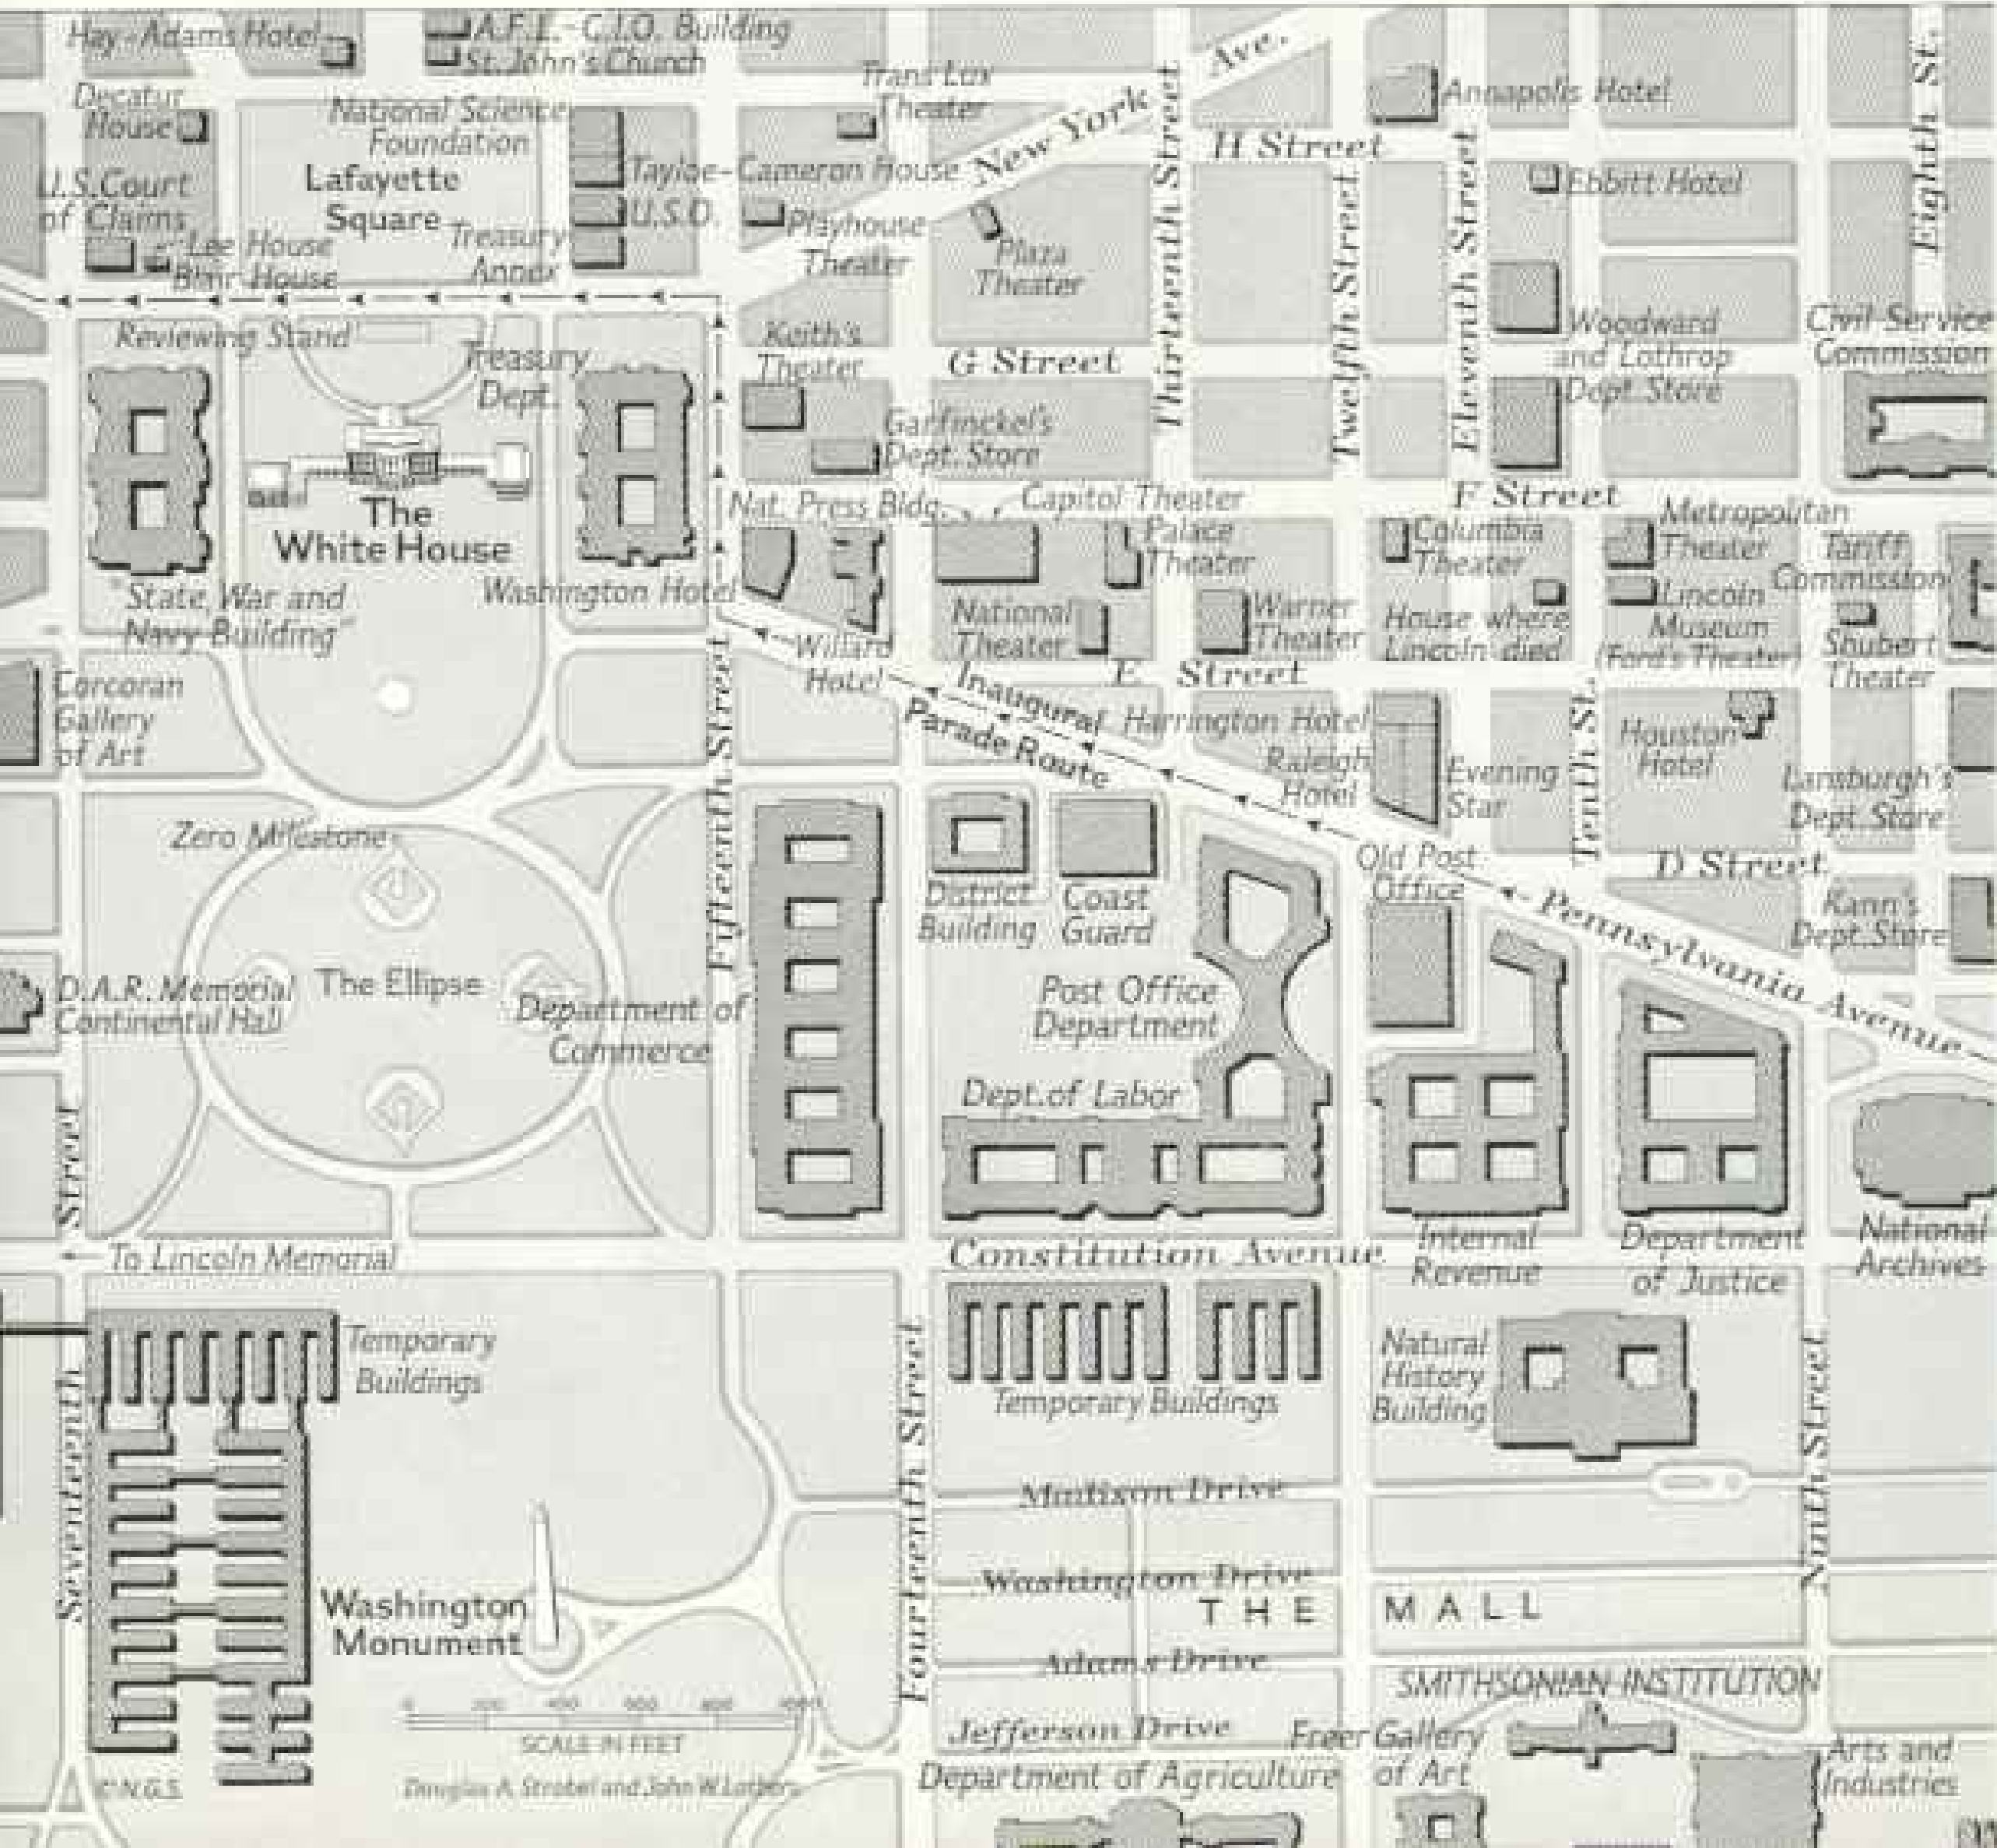 Hay-Adams Hotel
A.F.L.-C.I.O. Building
St. John's Church
Decatur
House
National Science
Foundation
Lafayette
Square
U.S. Court
of Claims
Lee House
Blair House
Treasury
Annex
Tayloe-Cameron House
U.S.O.
Trans Lux
Theater
Playhouse
Theater
New York Ave.
Plaza
Theater
Thirteenth Street
H Street
Twelfth Street
Eleventh Street
Annapolis Hotel
Ebbitt Hotel
Eighth St.
Woodward
and Lothrop
Dept. Store
Civil Service
Commission
Reviewing Stand
Treasury
Dept.
Keith's
Theater
G Street
Garfinckel's
Dept. Store
The
White House
"State, War and
Navy Building"
Washington Hotel
Nat. Press Bldg.
Capitol Theater
Palace
Theater
F Street
Columbia
Theater
Metropolitan
Theater
Tariff
Commission
Lincoln
Museum
(Ford's Theater)
Shubert
Theater
House where
Lincoln died
Warner
Theater
National
Theater
Willard
Hotel
E Street
Inaugural
Parade Route
Harrington Hotel
Raleigh
Hotel
Evening
Star
Tenth St.
Houston
Hotel
Lansburgh's
Dept. Store
Corcoran
Gallery
of Art
Fifteenth Street
Zero Milestone
The Ellipse
D.A.R. Memorial
Continental Hall
Department of
Commerce
District
Building
Coast
Guard
Post Office
Department
Dept. of Labor
Old Post
Office
D Street
Kann's
Dept. Store
Pennsylvania Avenue
Internal
Revenue
Department
of Justice
National
Archives
Constitution Avenue
To Lincoln Memorial
Seventeenth Street
Temporary
Buildings
Temporary Buildings
Natural
History
Building
Fourteenth Street
Ninth Street
Madison Drive
Washington Drive
THE MALL
Adams Drive
Jefferson Drive
Washington
Monument
0 200 400 600 800 1000
SCALE IN FEET
© N.G.S.
Douglas A. Strobel and John W. Lothers
Department of Agriculture
SMITHSONIAN INSTITUTION
Freer Gallery
of Art
Arts and
Industries